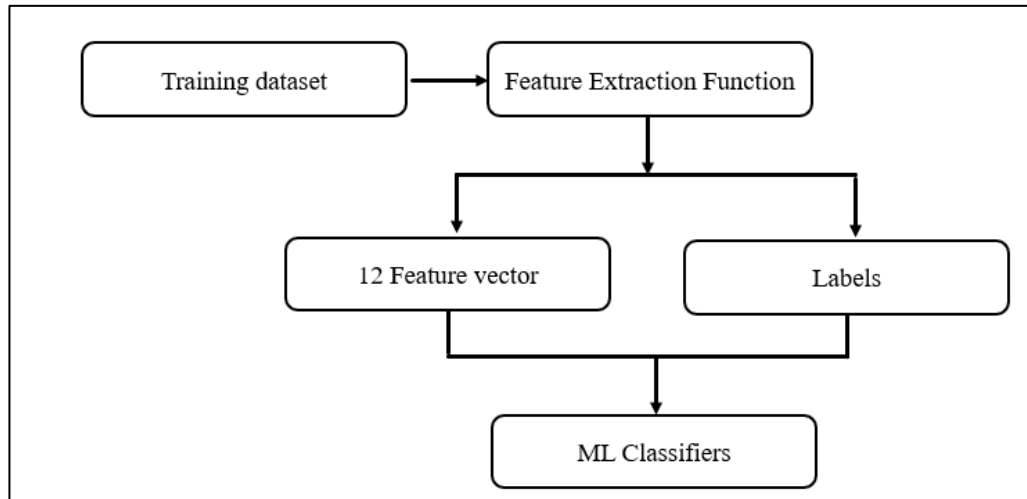 Training dataset
Feature Extraction Function
12 Feature vector
Labels
ML Classifiers